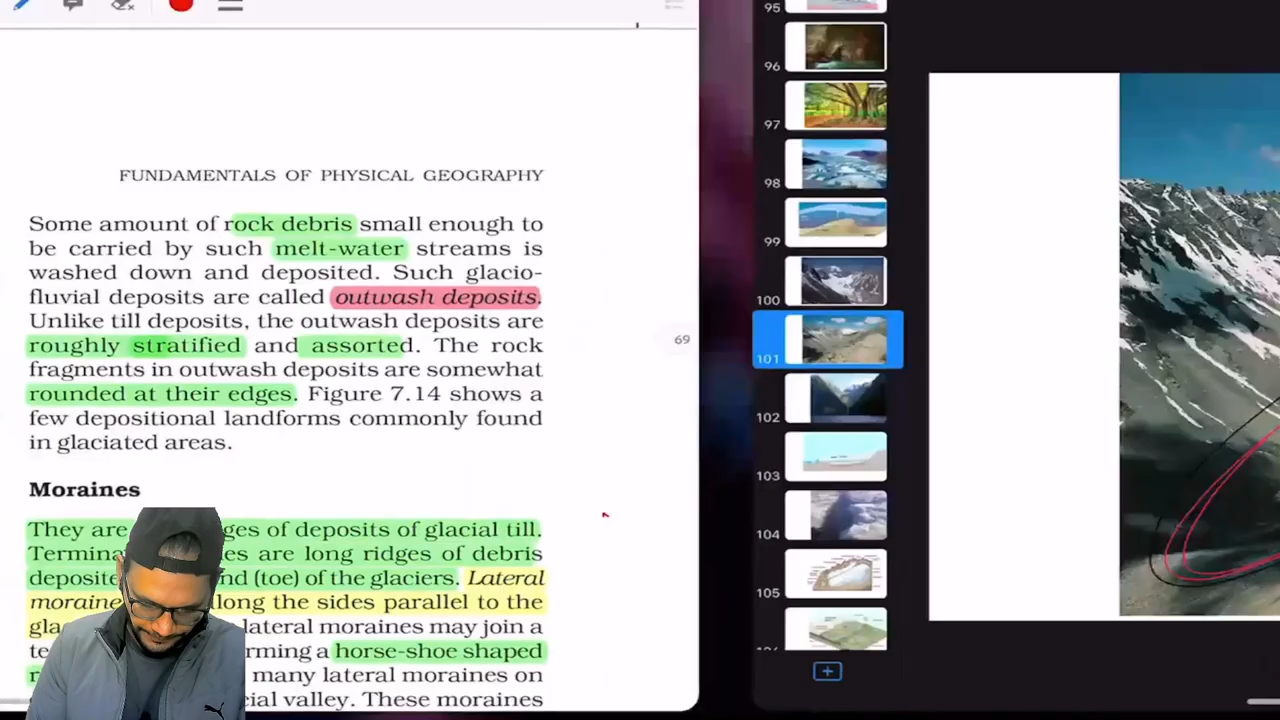 FUNDAMENTALS OF PHYSICAL GEOGRAPHY
Some amount of rock debris small enough to
be carried by such melt-water streams is
washed down and deposited. Such glacio-
fluvial deposits are called outwash deposits.
Unlike till deposits, the outwash deposits are
roughly stratified and assorted. The rock
fragments in outwash deposits are somewhat
rounded at their edges. Figure 7.14 shows a
few depositional landforms commonly found
in glaciated areas.
Moraines
They are ges of deposits of glacial till.
Termina es are long ridges of debris
deposite nd (toe) of the glaciers. Lateral
moraine long the sides parallel to the
gla lateral moraines may join a
te rming a horse-shoe shaped
many lateral moraines on
cial valley. These moraines
69
95
96
97
98
99
100
101
102
103
104
105